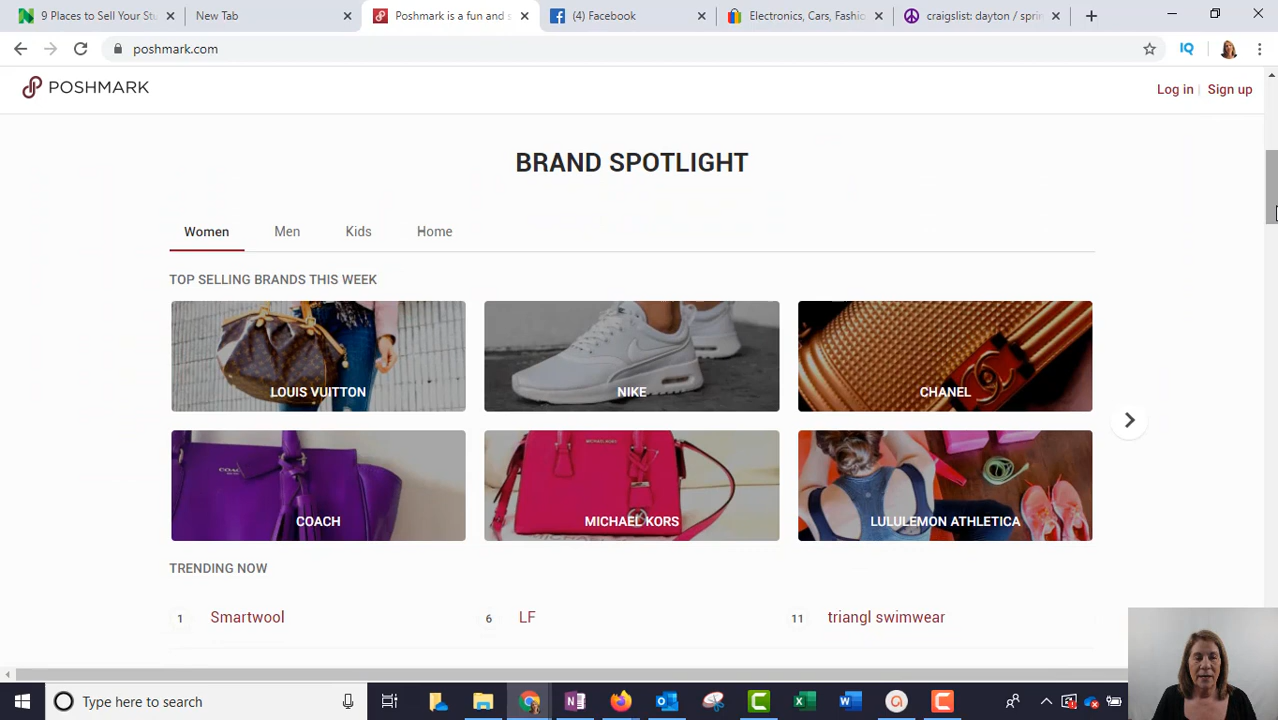 9 Places to Sell Your Stu
New Tab
Poshmark is a fun and s
(4) Facebook
Electronics, Cars, Fashio
craigslist: dayton / sprin
poshmark.com
IQ
POSHMARK
Log in
Sign up
BRAND SPOTLIGHT
Women
Men
Kids
Home
TOP SELLING BRANDS THIS WEEK
LOUIS VUITTON
NIKE
CHANEL
COACH
MICHAEL KORS
LULULEMON ATHLETICA
TRENDING NOW
1 Smartwool
6 LF
11 triangl swimwear
Type here to search